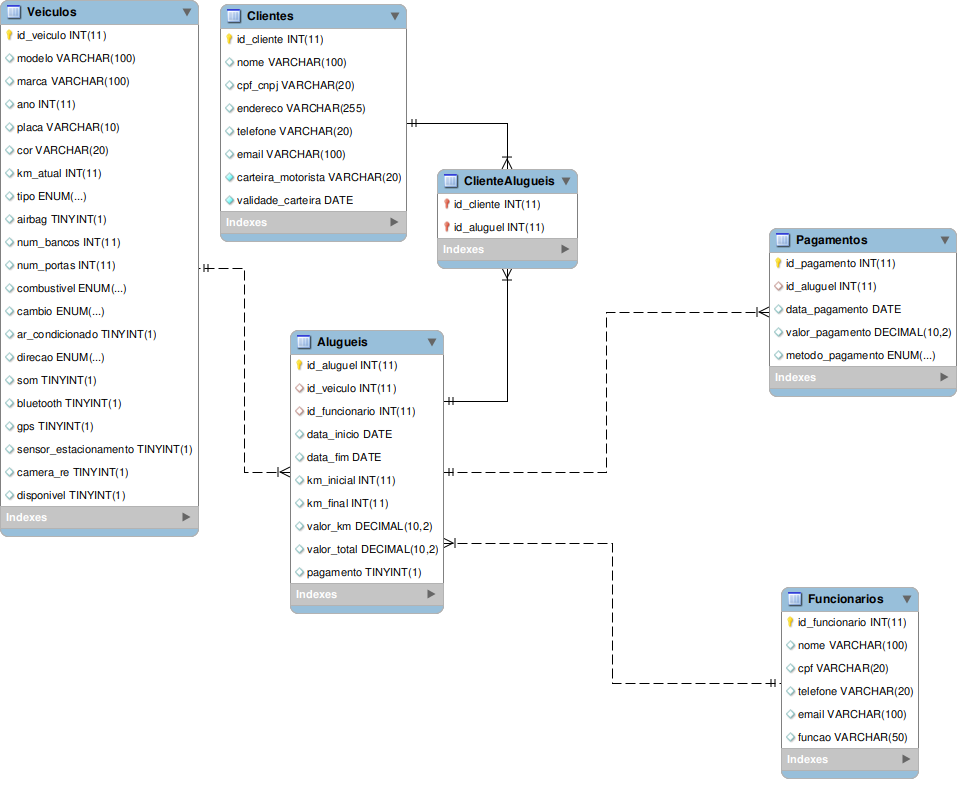 Veiculos
id_veiculo INT(11)
modelo VARCHAR(100)
marca VARCHAR(100)
ano INT(11)
placa VARCHAR(10)
cor VARCHAR(20)
km_atual INT(11)
tipo ENUM(...)
airbag TINYINT(1)
num_bancos INT(11)
num_portas INT(11)
combustivel ENUM(...)
cambio ENUM(...)
ar_condicionado TINYINT(1)
direcao ENUM(...)
som TINYINT(1)
bluetooth TINYINT(1)
gps TINYINT(1)
sensor_estacionamento TINYINT(1)
camera_re TINYINT(1)
disponivel TINYINT(1)
Indexes
Clientes
id_cliente INT(11)
nome VARCHAR(100)
cpf_cnpj VARCHAR(20)
endereco VARCHAR(255)
telefone VARCHAR(20)
email VARCHAR(100)
carteira_motorista VARCHAR(20)
validade_carteira DATE
Indexes
ClienteAlugueis
id_cliente INT(11)
id_aluguel INT(11)
Indexes
Alugueis
id_aluguel INT(11)
id_veiculo INT(11)
id_funcionario INT(11)
data_inicio DATE
data_fim DATE
km_inicial INT(11)
km_final INT(11)
valor_km DECIMAL(10,2)
valor_total DECIMAL(10,2)
pagamento TINYINT(1)
Indexes
Pagamentos
id_pagamento INT(11)
id_aluguel INT(11)
data_pagamento DATE
valor_pagamento DECIMAL(10,2)
metodo_pagamento ENUM(...)
Indexes
Funcionarios
id_funcionario INT(11)
nome VARCHAR(100)
cpf VARCHAR(20)
telefone VARCHAR(20)
email VARCHAR(100)
funcao VARCHAR(50)
Indexes